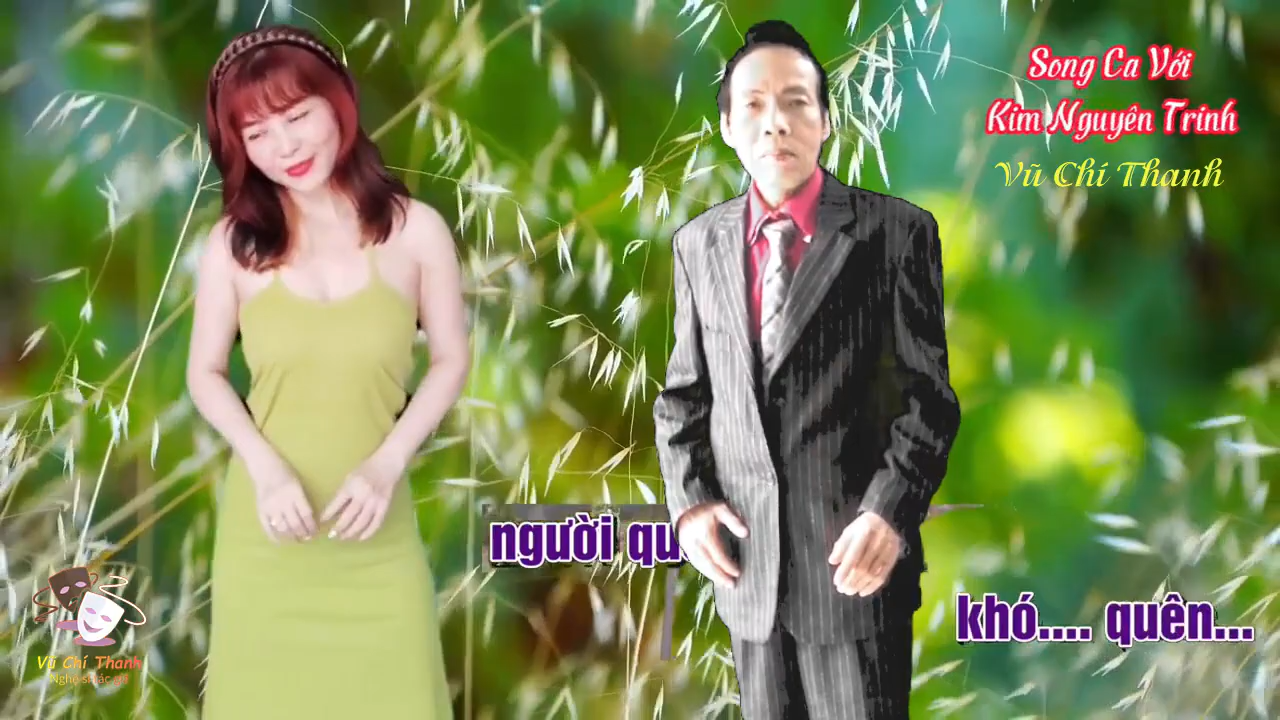 Song Ca Với
Kim Nguyên Trinh
Vũ Chí Thanh
người
khó.... quên...
Vũ Chí Thanh